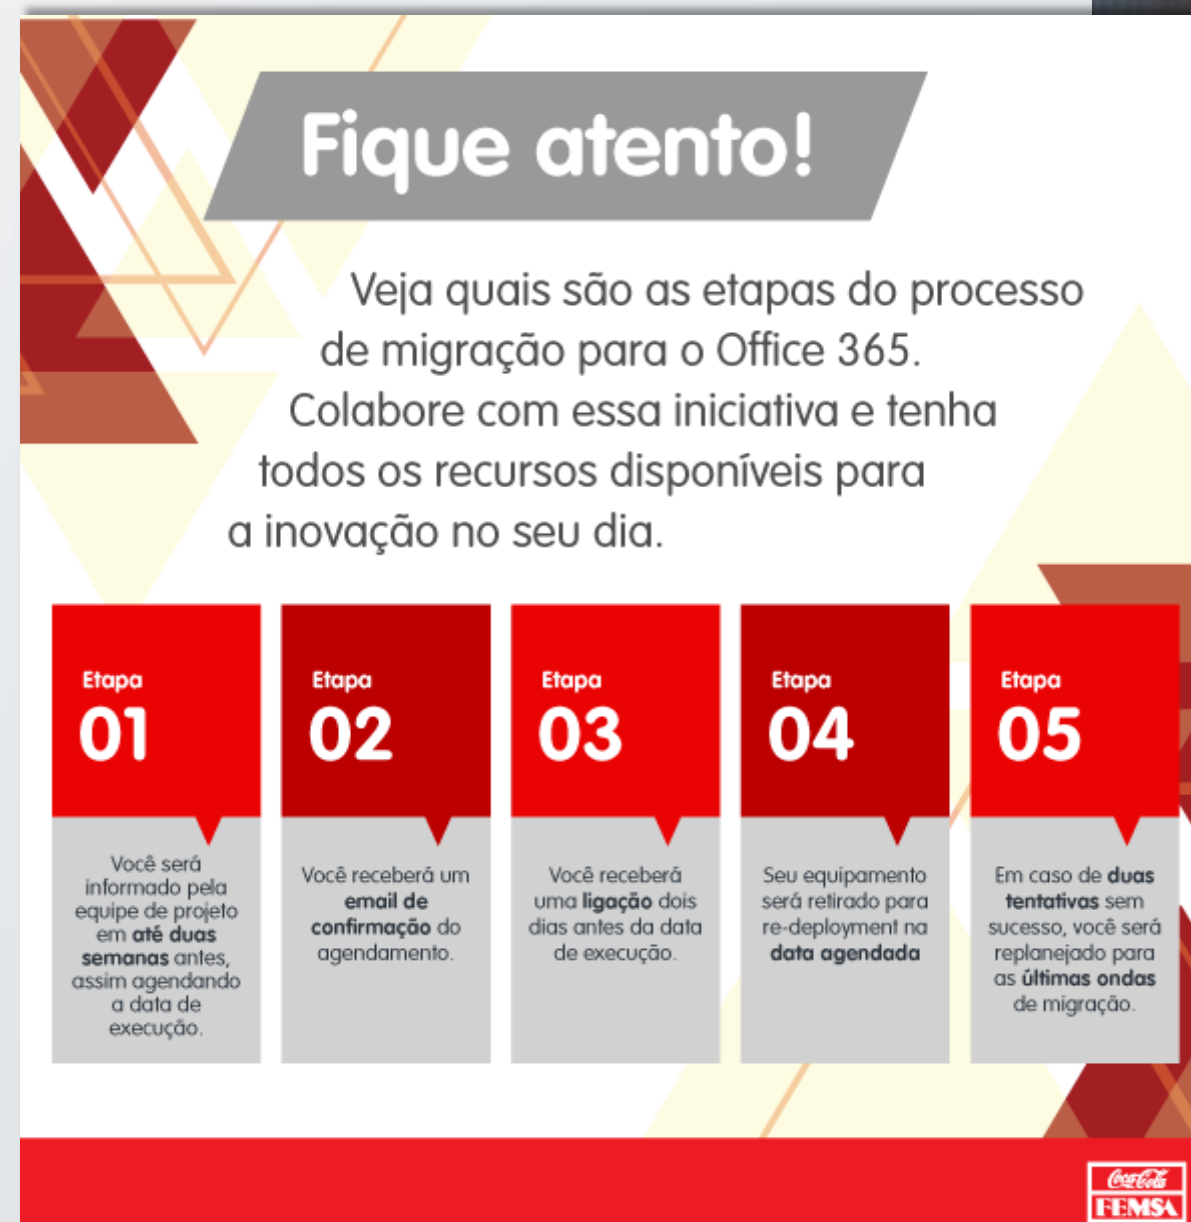 Fique atento!
Veja quais são as etapas do processo
de migração para o Office 365.
Colabore com essa iniciativa e tenha
todos os recursos disponíveis para
a inovação no seu dia.
Etapa
01
Você será
informado pela
equipe de projeto
em até duas
semanas antes,
assim agendando
a data de
execução.
Etapa
02
Você receberá um
email de
confirmação do
agendamento.
Etapa
03
Você receberá
uma ligação dois
dias antes da data
de execução.
Etapa
04
Seu equipamento
será retirado para
re-deployment na
data agendada
Etapa
05
Em caso de duas
tentativas sem
sucesso, você será
replanejado para
as últimas ondas
de migração.
Coca-Cola
FEMSA